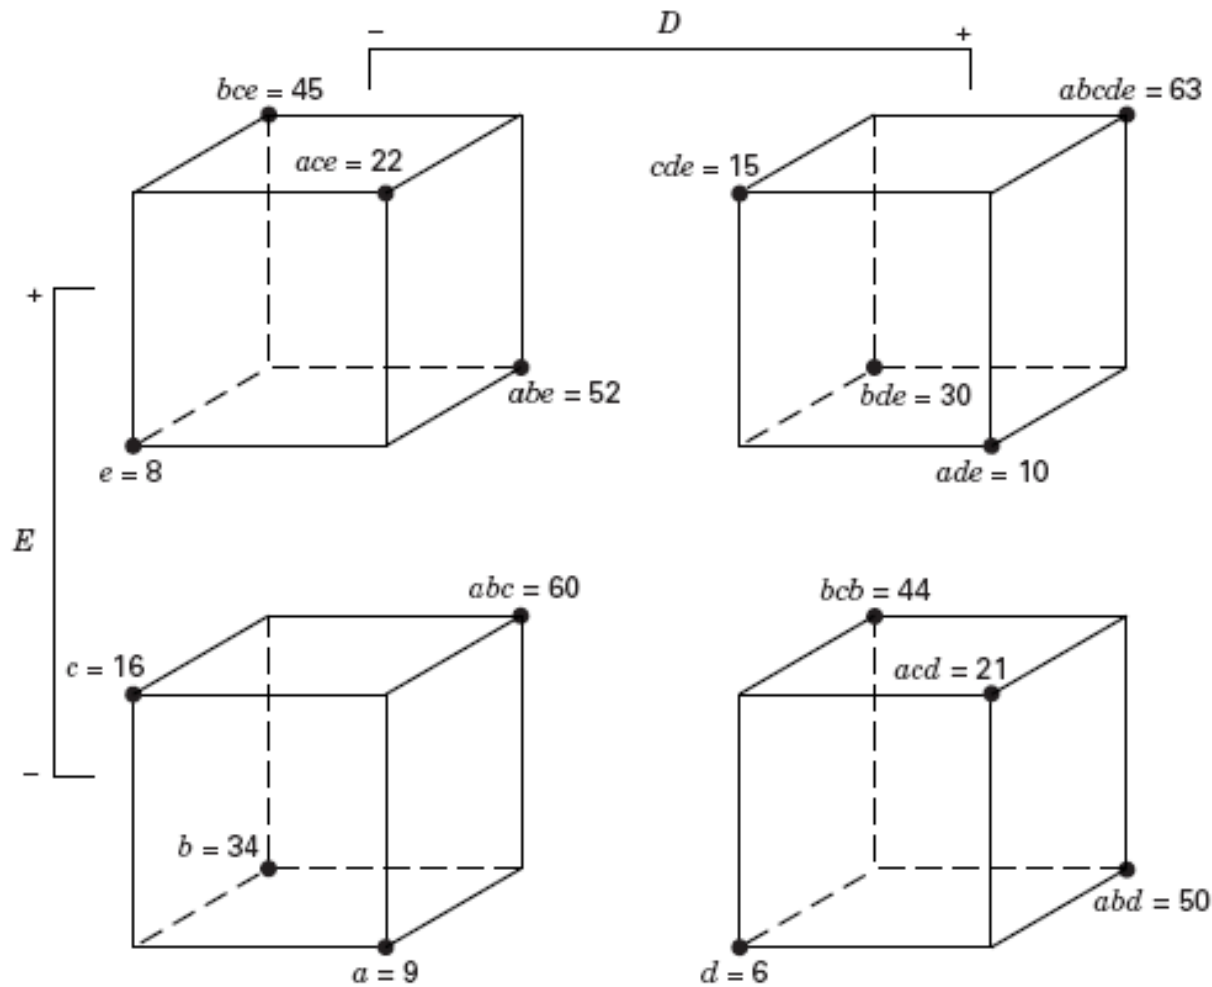 − D +
bce = 45
abcde = 63
ace = 22
cde = 15
+
abe = 52
bde = 30
e = 8
ade = 10
E
abc = 60
bcb = 44
c = 16
acd = 21
−
b = 34
abd = 50
a = 9
d = 6